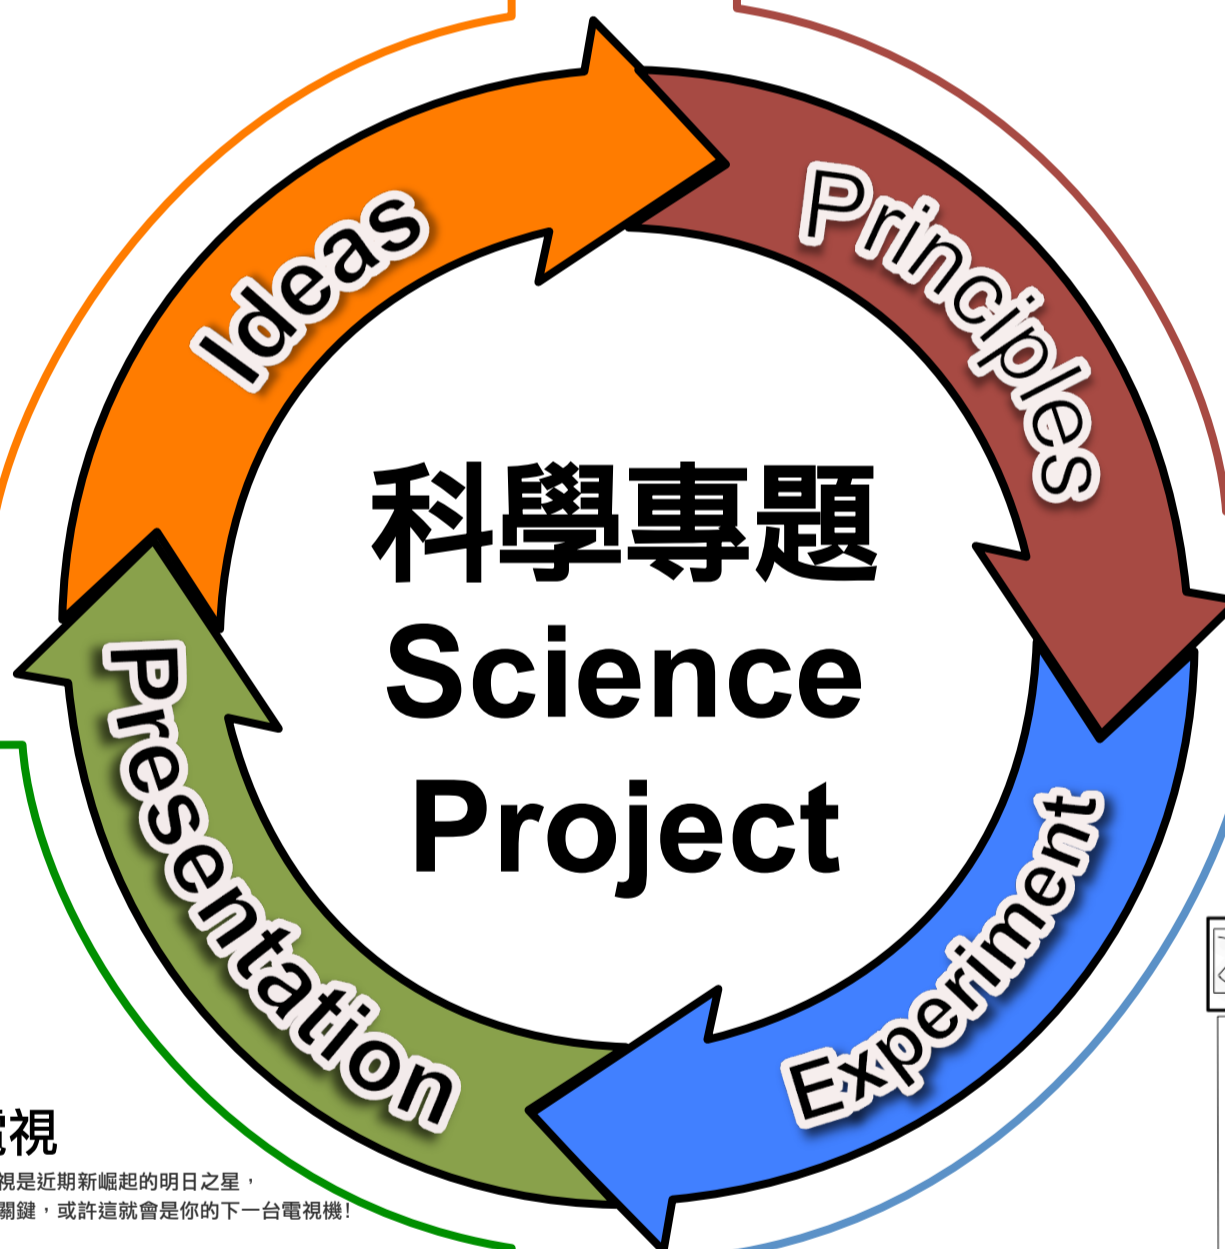 Ideas
Principles
科學專題
Science
Project
Presentation
Experiment
電視
視是近期新崛起的明日之星，
關鍵，或許這就會是你的下一台電視機!